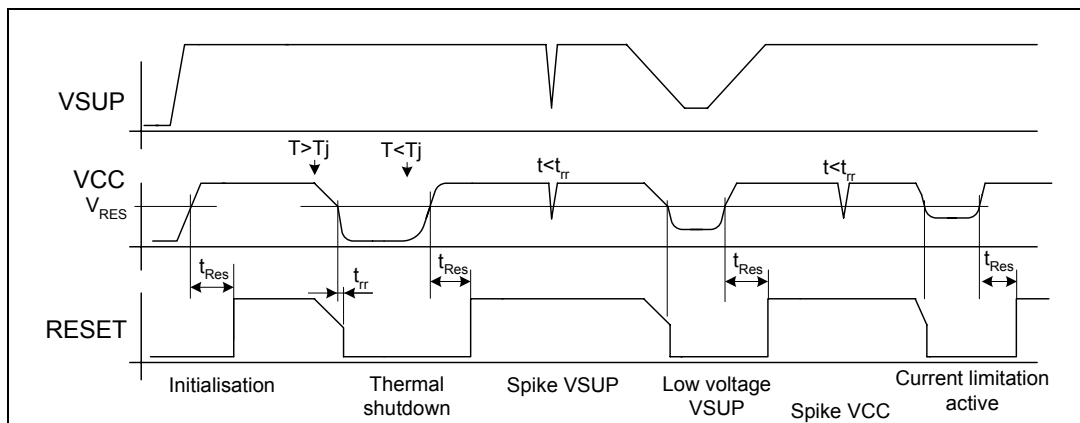 VSUP
T>Tj
T<Tj
t<trr
t<trr
VCC
VRES
tRes
trr
tRes
tRes
tRes
RESET
Initialisation
Thermal
shutdown
Spike VSUP
Low voltage
VSUP
Spike VCC
Current limitation
active